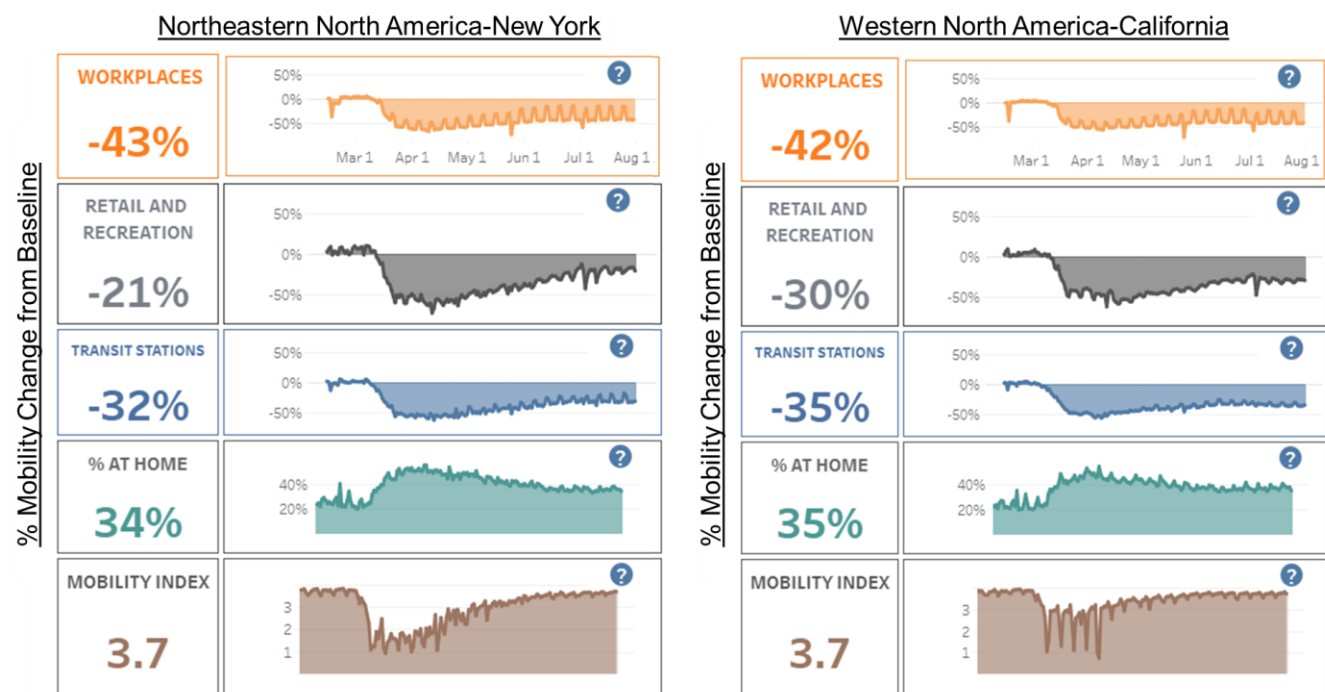 Northeastern North America-New York
% Mobility Change from Baseline
WORKPLACES
-43%
50%
0%
-50%
Mar 1 Apr 1 May 1 Jun 1 Jul 1 Aug 1.
?
RETAIL AND
RECREATION
-21%
50%
0%
-50%
?
TRANSIT STATIONS
-32%
50%
0%
-50%
?
% AT HOME
34%
40%
20%
?
MOBILITY INDEX
3.7
3
2
1
?
Western North America-California
% Mobility Change from Baseline
WORKPLACES
-42%
50%
0%
-50%
Mar 1 Apr 1 May 1 Jun 1 Jul 1 Aug 1
?
RETAIL AND
RECREATION
-30%
50%
0%
-50%
?
TRANSIT STATIONS
-35%
50%
0%
-50%
?
% AT HOME
35%
40%
20%
?
MOBILITY INDEX
3.7
3
2
1
?